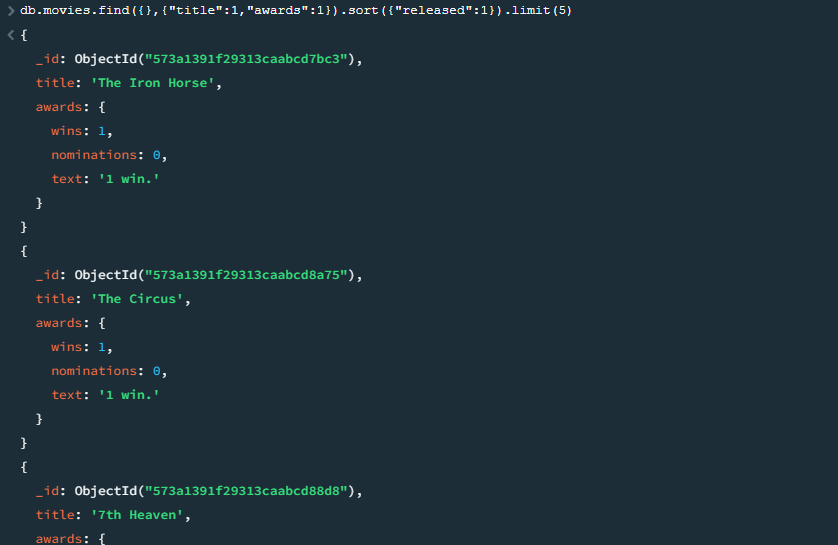 db.movies.find({},{"title":1,"awards":1}).sort({"released":1}).limit(5)
{
_id: ObjectId("573a1391f29313caabcd7bc3"),
title: 'The Iron Horse',
awards: {
wins: 1,
nominations: 0,
text: '1 win.'
}
}
{
_id: ObjectId("573a1391f29313caabcd8a75"),
title: 'The Circus',
awards: {
wins: 1,
nominations: 0,
text: '1 win.'
}
}
{
_id: ObjectId("573a1391f29313caabcd88d8"),
title: '7th Heaven',
awards: {